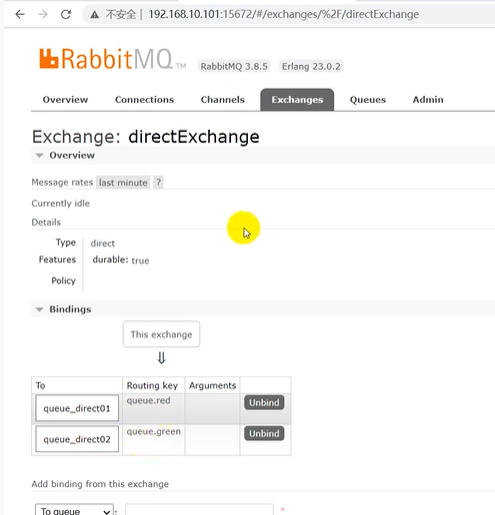 不安全 | 192.168.10.101:15672/#/exchanges/%2F/directExchange
RabbitMQ TM RabbitMQ 3.8.5 Erlang 23.0.2
Overview Connections Channels Exchanges Queues Admin
Exchange: directExchange
Overview
Message rates last minute ?
Currently idle
Details
Type direct
Features durable: true
Policy
Bindings
This exchange
⇓
To Routing key Arguments
queue_direct01 queue.red Unbind
queue_direct02 queue.green Unbind
Add binding from this exchange
To queue : *